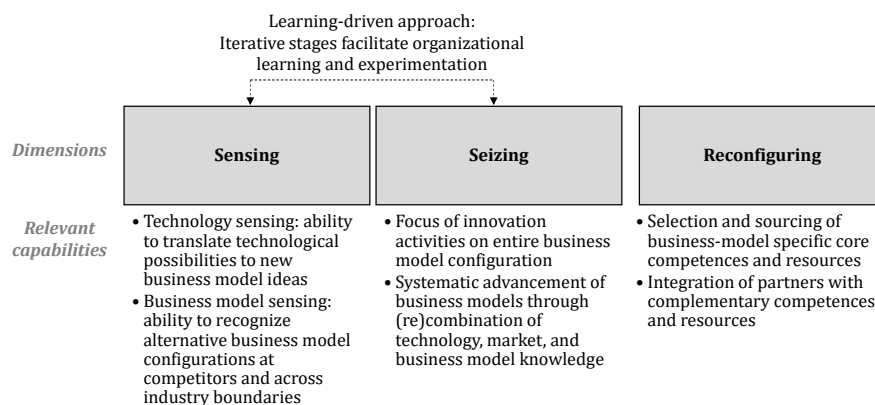 Learning-driven approach:
Iterative stages facilitate organizational
learning and experimentation
Dimensions
Sensing
Seizing
Reconfiguring
Relevant
capabilities
• Technology sensing: ability
to translate technological
possibilities to new
business model ideas
• Business model sensing:
ability to recognize
alternative business model
configurations at
competitors and across
industry boundaries
• Focus of innovation
activities on entire business
model configuration
• Systematic advancement of
business models through
(re)combination of
technology, market, and
business model knowledge
• Selection and sourcing of
business-model specific core
competences and resources
• Integration of partners with
complementary competences
and resources